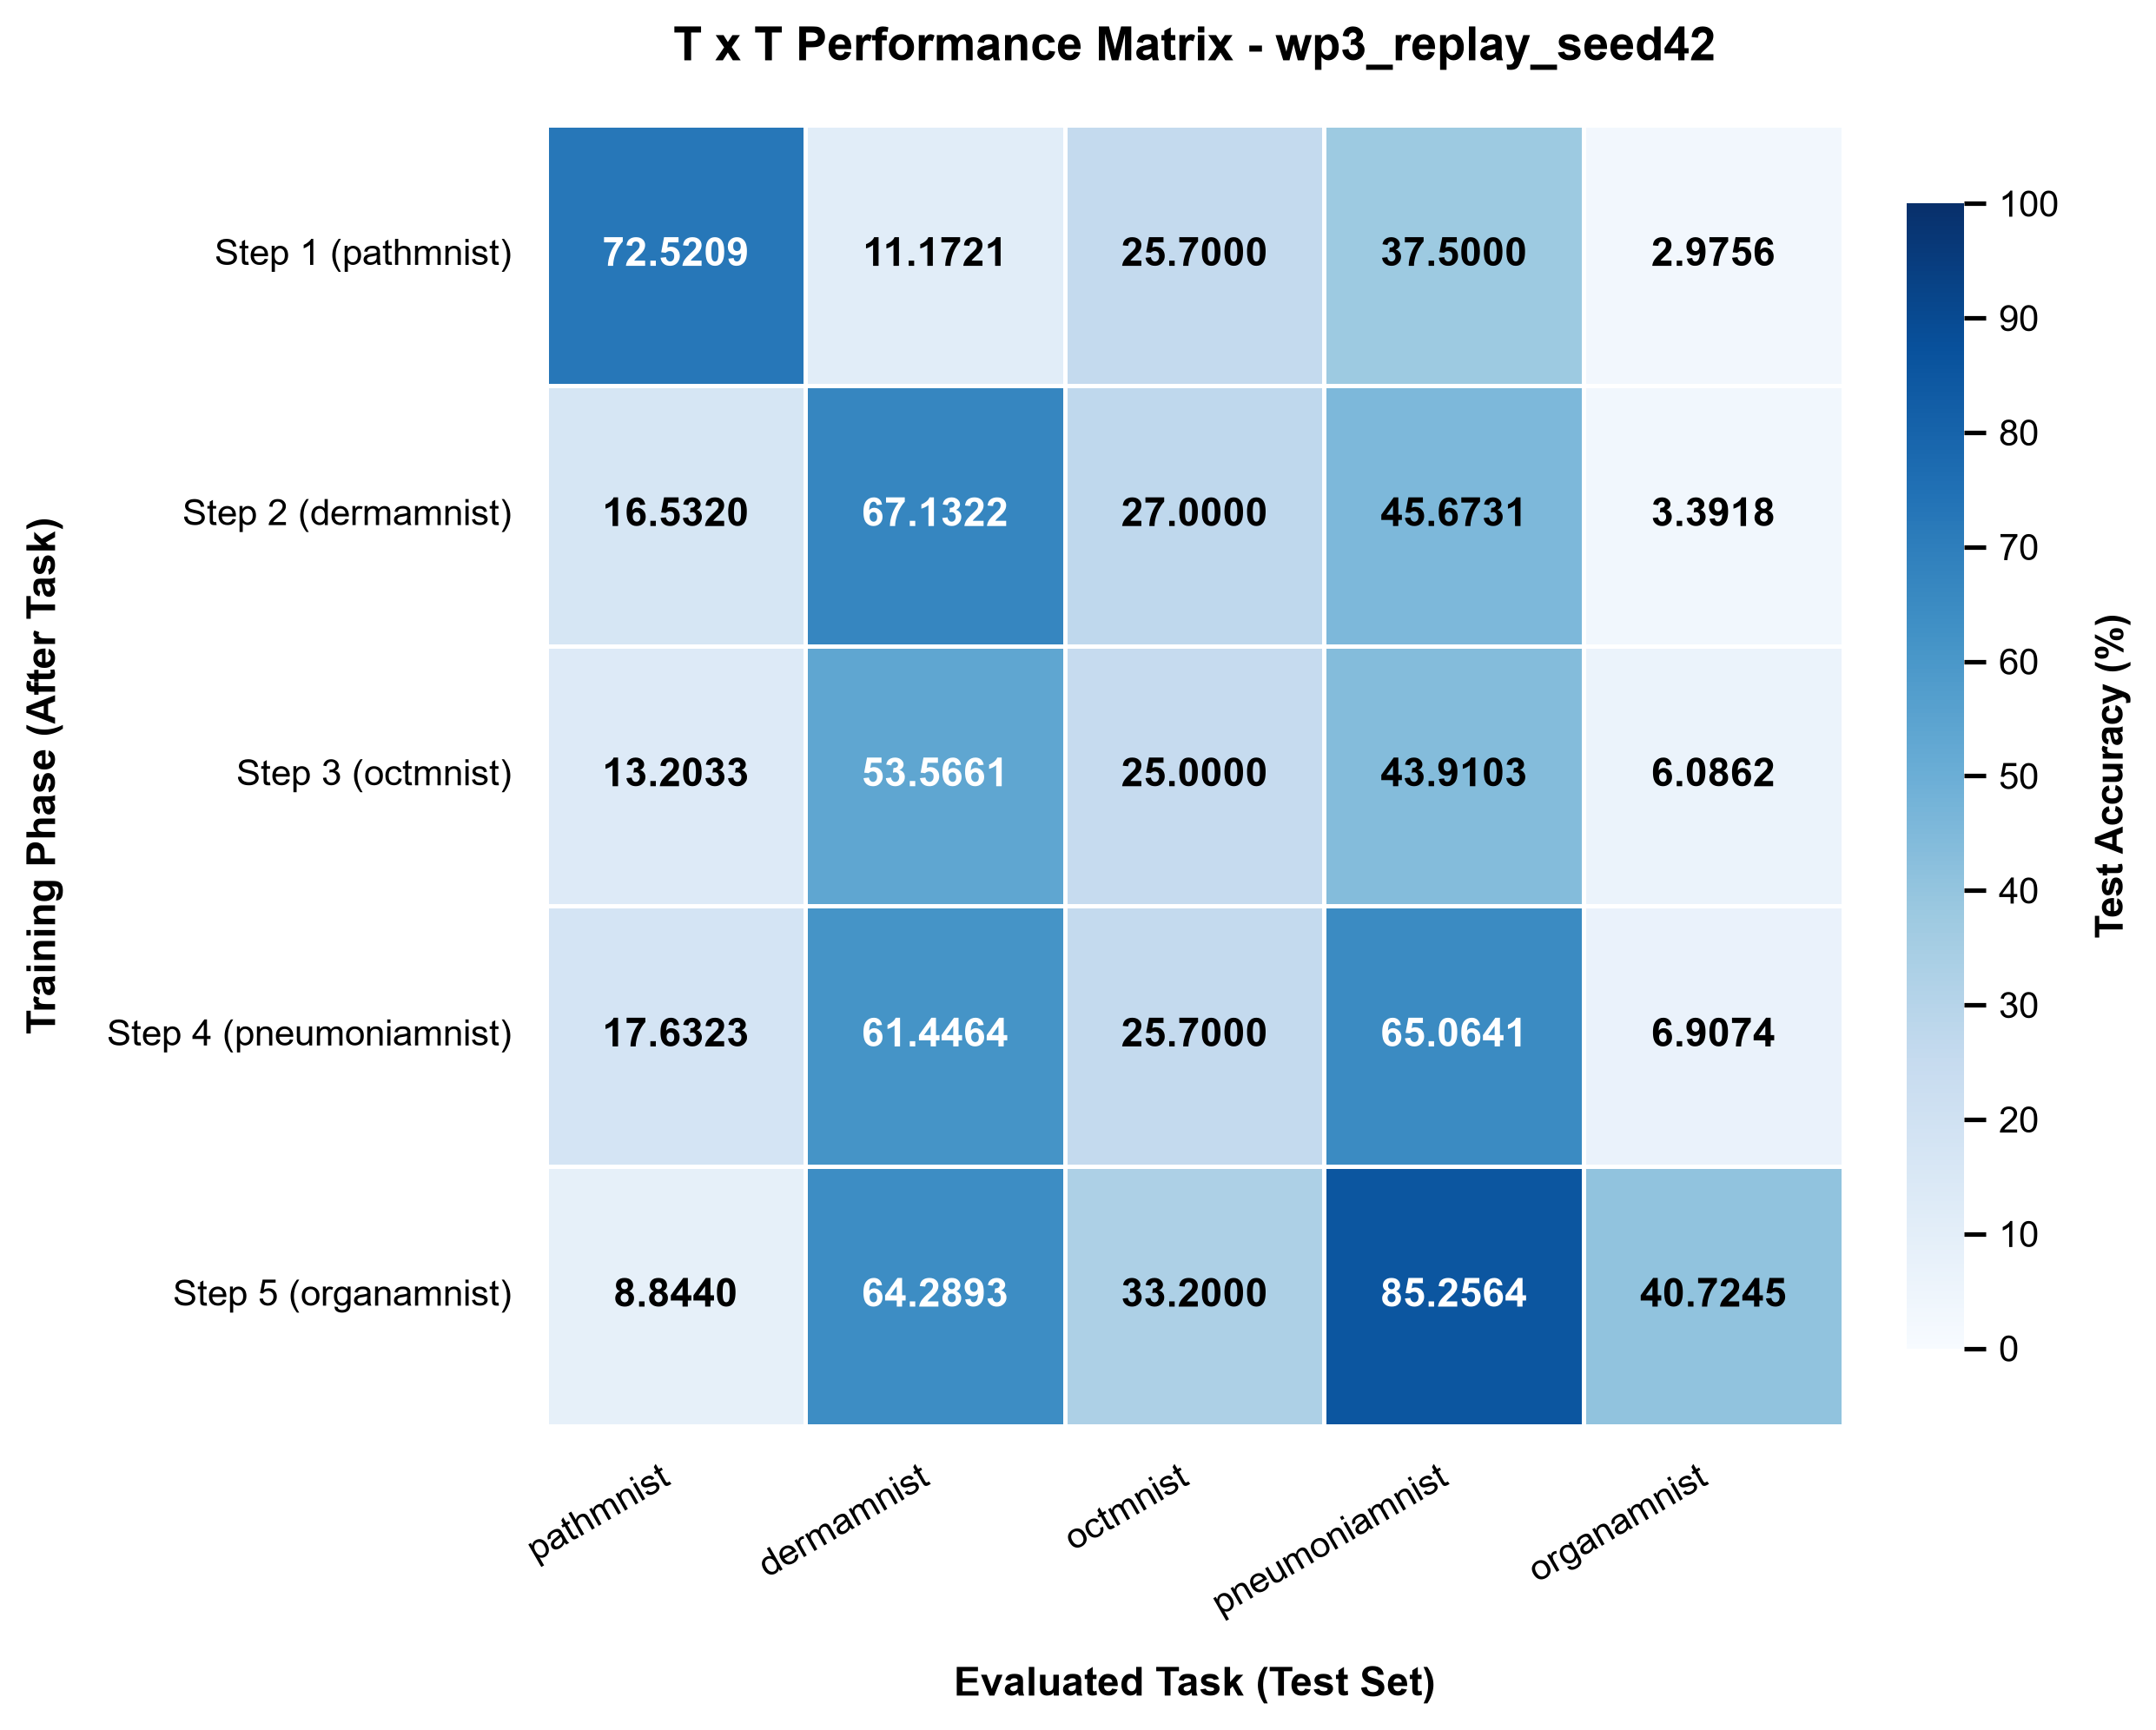 T x T Performance Matrix - wp3_replay_seed42
Training Phase (After Task)
Step 1 (pathmnist)
72.5209 11.1721 25.7000 37.5000 2.9756
Step 2 (dermamnist)
16.5320 67.1322 27.0000 45.6731 3.3918
Step 3 (octmnist)
13.2033 53.5661 25.0000 43.9103 6.0862
Step 4 (pneumoniamnist)
17.6323 61.4464 25.7000 65.0641 6.9074
Step 5 (organamnist)
8.8440 64.2893 33.2000 85.2564 40.7245
pathmnist
dermamnist
octmnist
pneumoniamnist
organamnist
Evaluated Task (Test Set)
100
90
80
70
60
50
40
30
20
10
0
Test Accuracy (%)